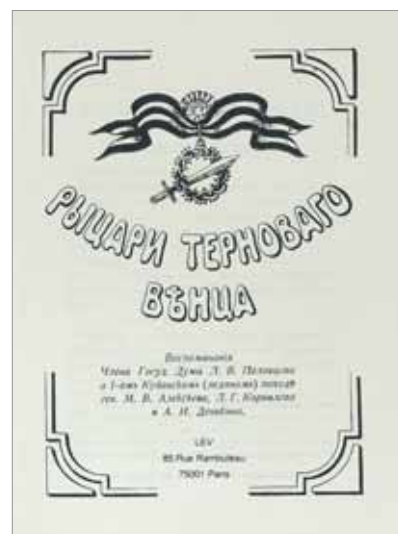 РЫЦАРИ ТЕРНОВАГО
ВѢНЦА
Воспоминанія
Члена Госуд. Думы Л. В. Половцова
о 1-омъ Кубанскомъ (ледяномъ) походѣ
ген. М. В. Алексѣева, Л. Г. Корнилова
и А. И. Деникина.
LEV
85 Rue Rambuteau
75001 Paris